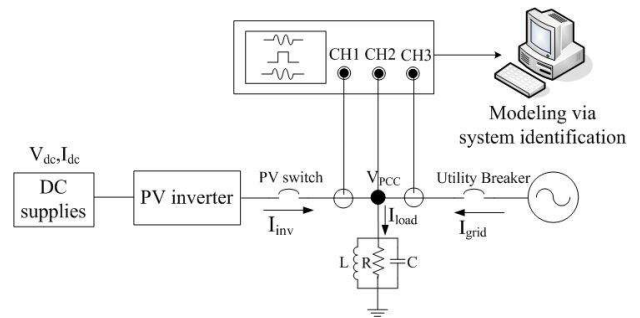 CH1 CH2 CH3
Modeling via
system identification
V_dc,I_dc
DC
supplies
PV inverter
PV switch
V_PCC
Utility Breaker
I_inv
I_load
I_grid
L R C